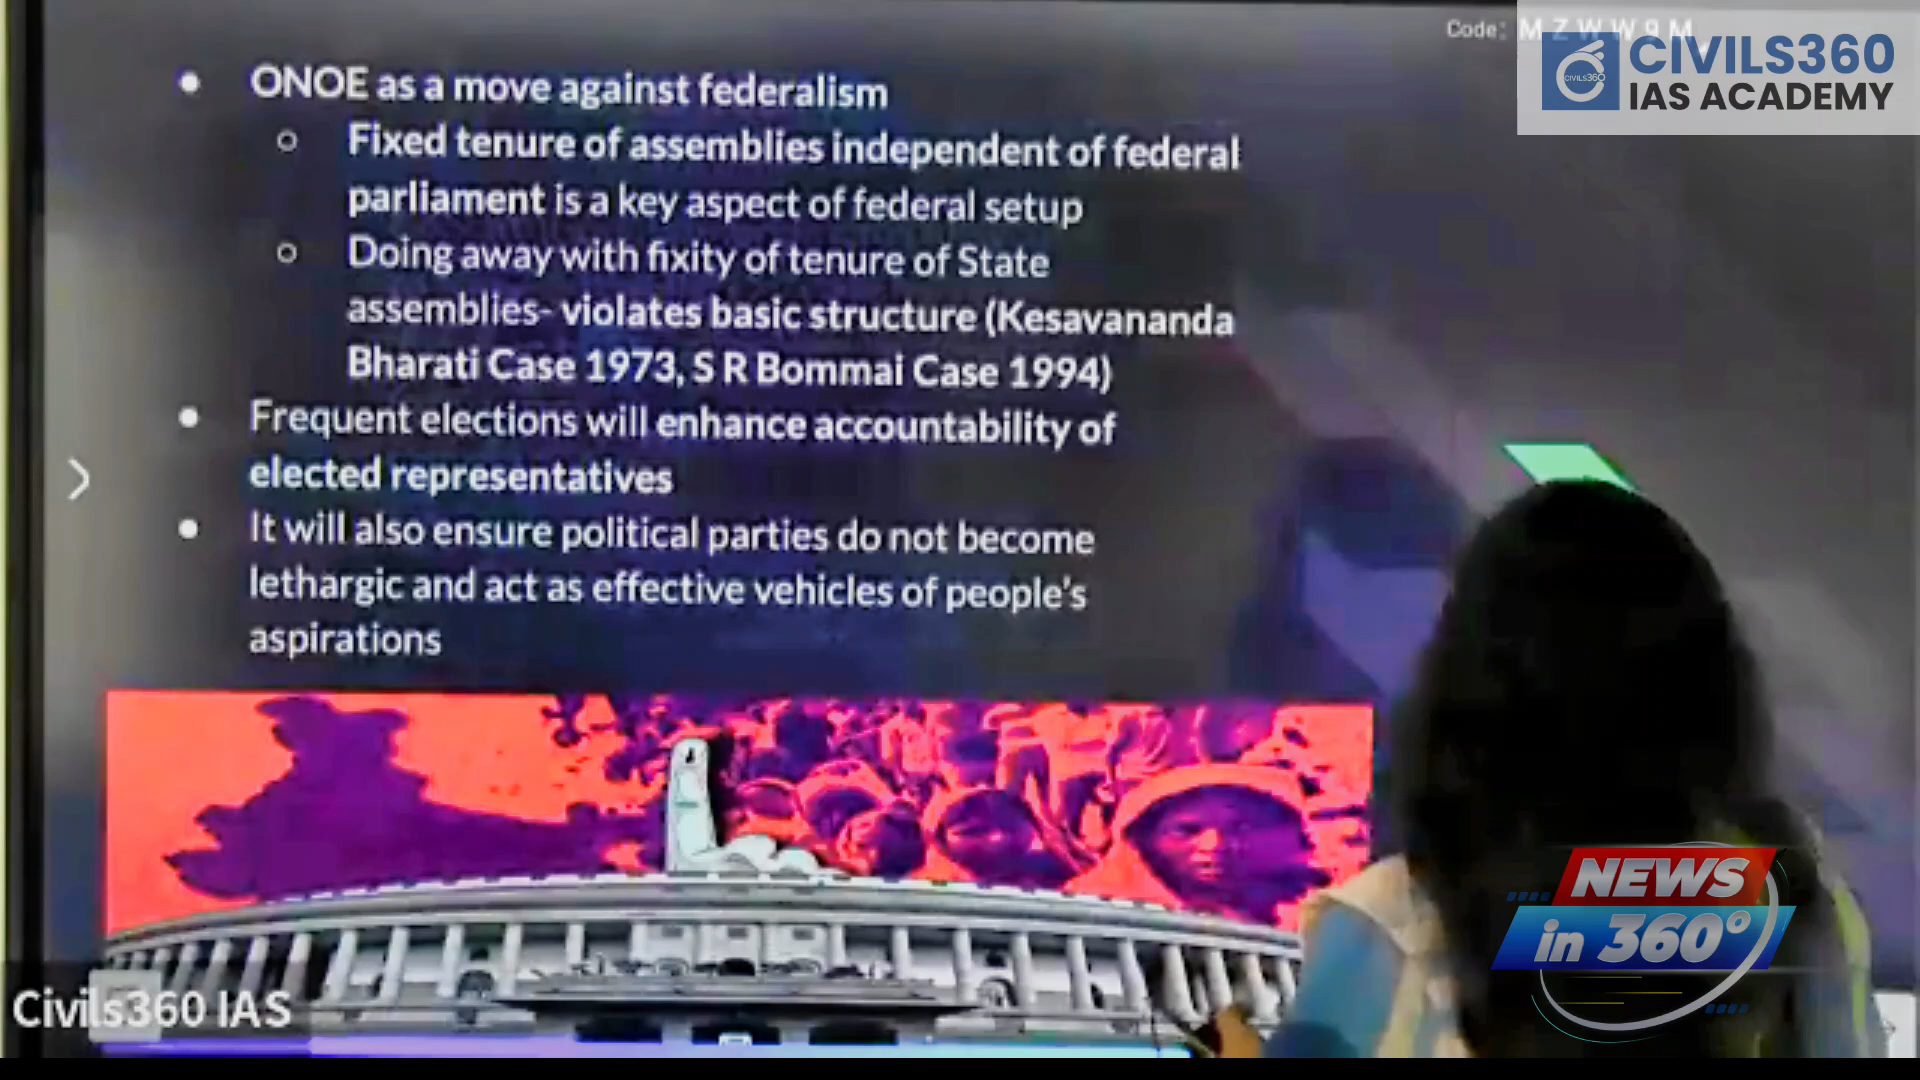 Code: M Z W W 9 M
CIVILS360
IAS ACADEMY
CIVILS360
● ONOE as a move against federalism
○ Fixed tenure of assemblies independent of federal
parliament is a key aspect of federal setup
○ Doing away with fixity of tenure of State
assemblies- violates basic structure (Kesavananda
Bharati Case 1973, S R Bommai Case 1994)
● Frequent elections will enhance accountability of
elected representatives
● It will also ensure political parties do not become
lethargic and act as effective vehicles of people's
aspirations
NEWS
in 360°
Civils360 IAS